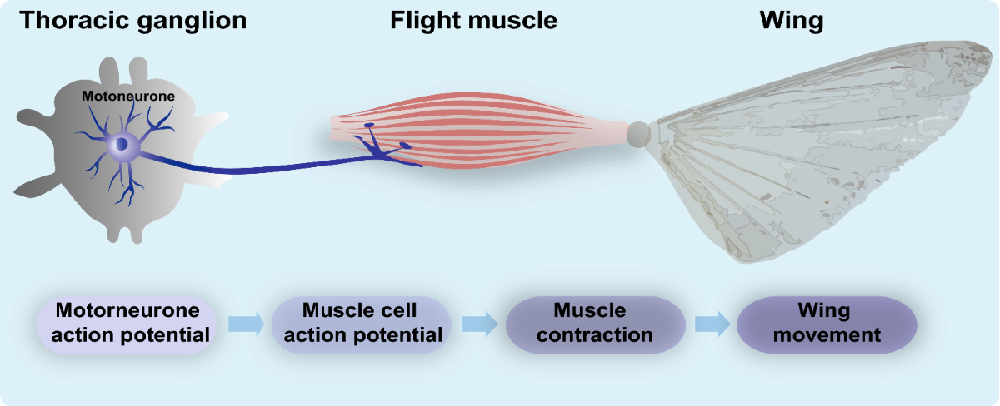 Thoracic ganglion
Flight muscle
Wing
Motoneurone
Motorneurone
action potential
Muscle cell
action potential
Muscle
contraction
Wing
movement